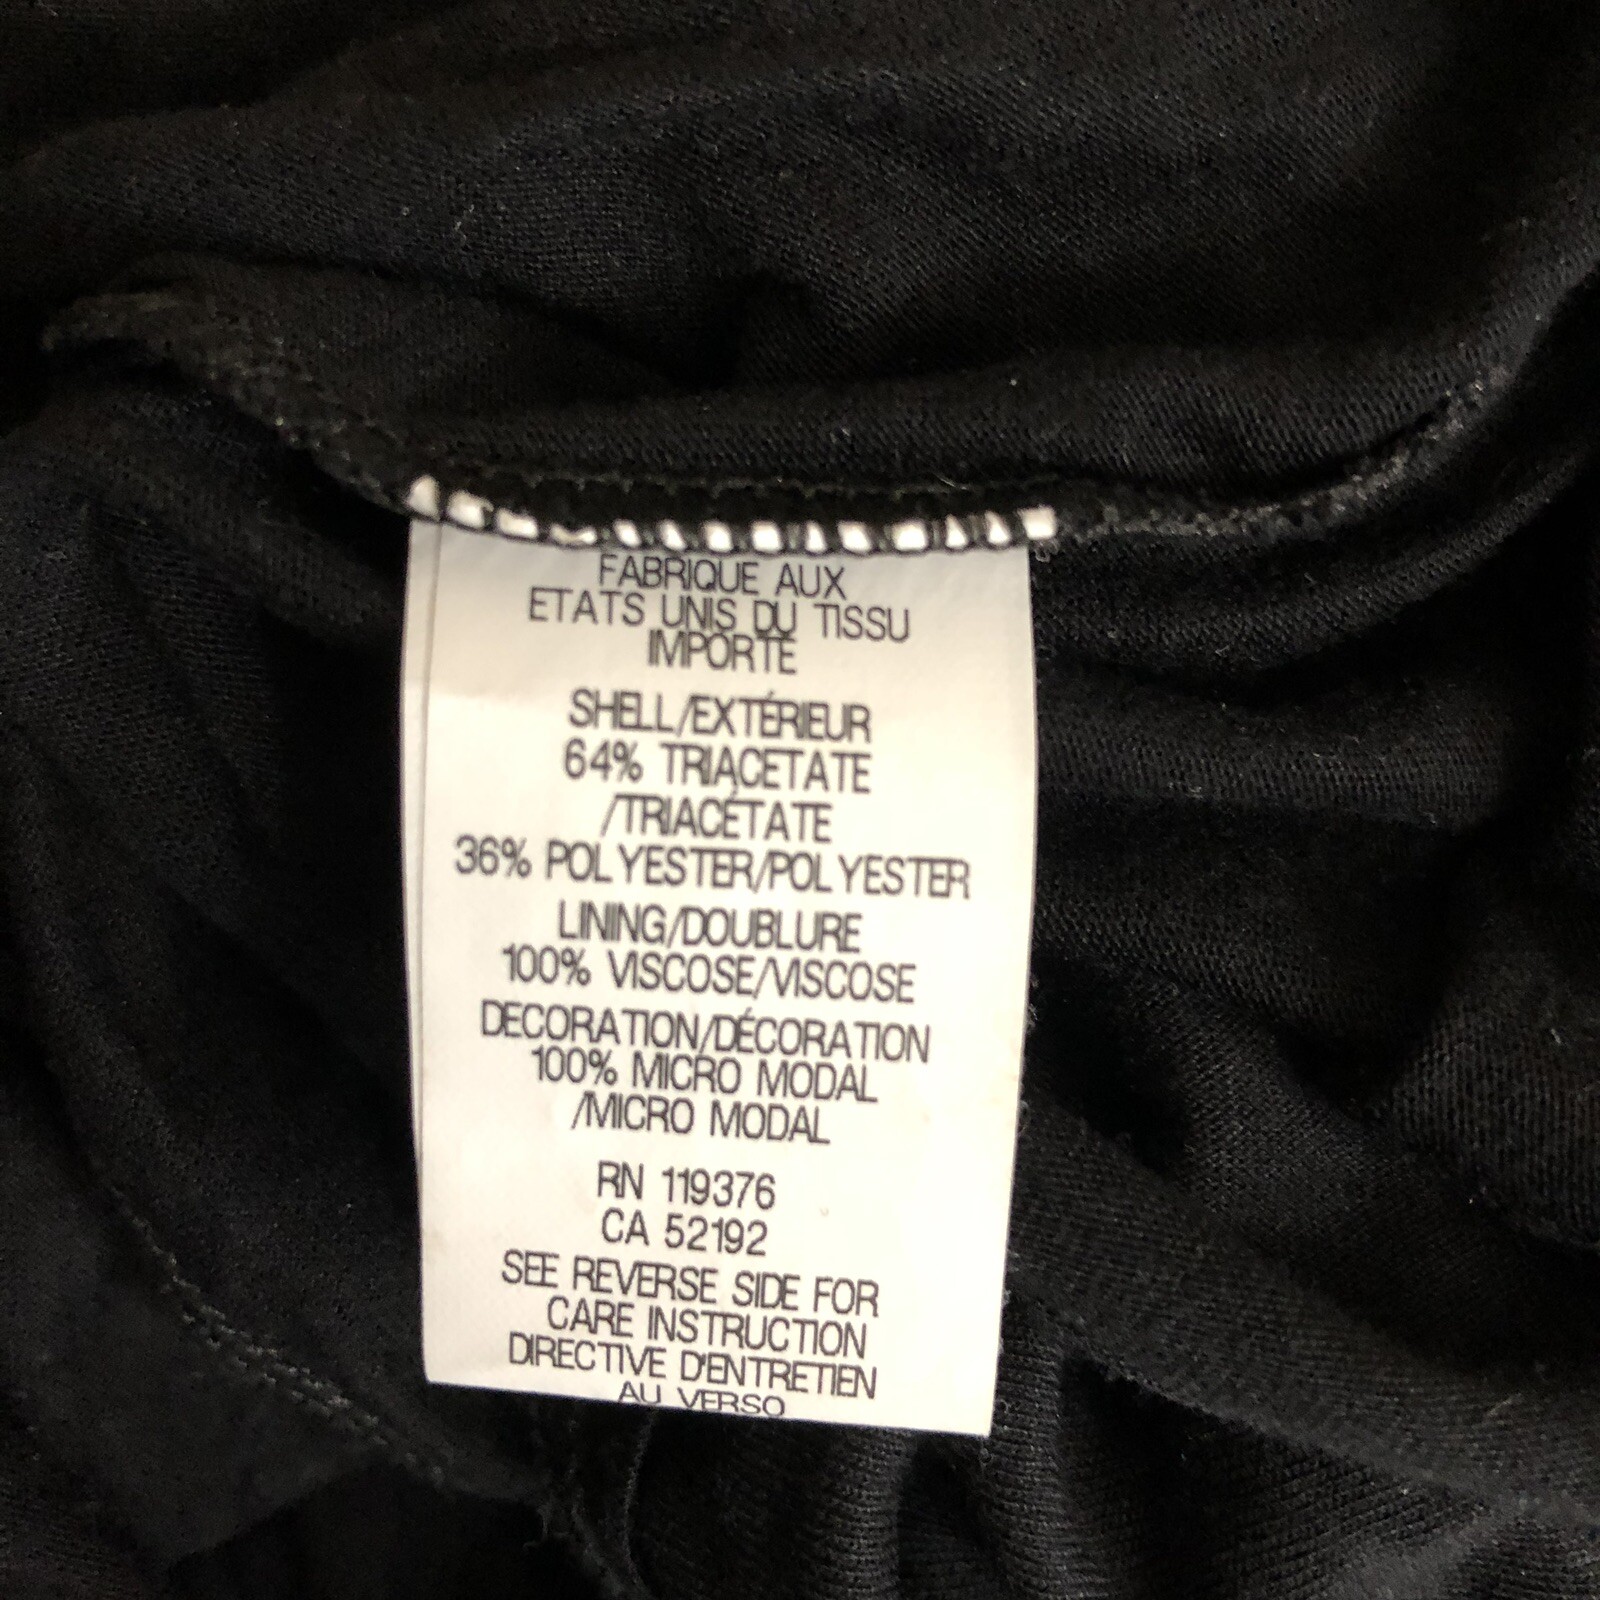 FABRIQUE AUX
ETATS UNIS DU TISSU
IMPORTE
SHELL/EXTÉRIEUR
64% TRIACETATE
/TRIACÉTATE
36% POLYESTER/POLYESTER
LINING/DOUBLURE
100% VISCOSE/VISCOSE
DECORATION/DÉCORATION
100% MICRO MODAL
/MICRO MODAL
RN 119376
CA 52192
SEE REVERSE SIDE FOR
CARE INSTRUCTION
DIRECTIVE D'ENTRETIEN
AU VERSO